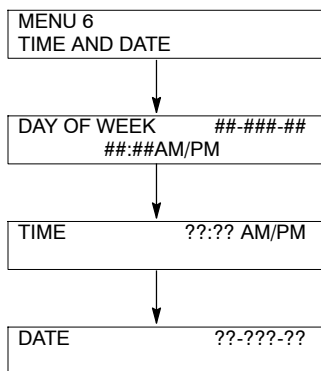 MENU 6
TIME AND DATE
DAY OF WEEK ##-###-##
##:##AM/PM
TIME ??:?? AM/PM
DATE ??-???-??